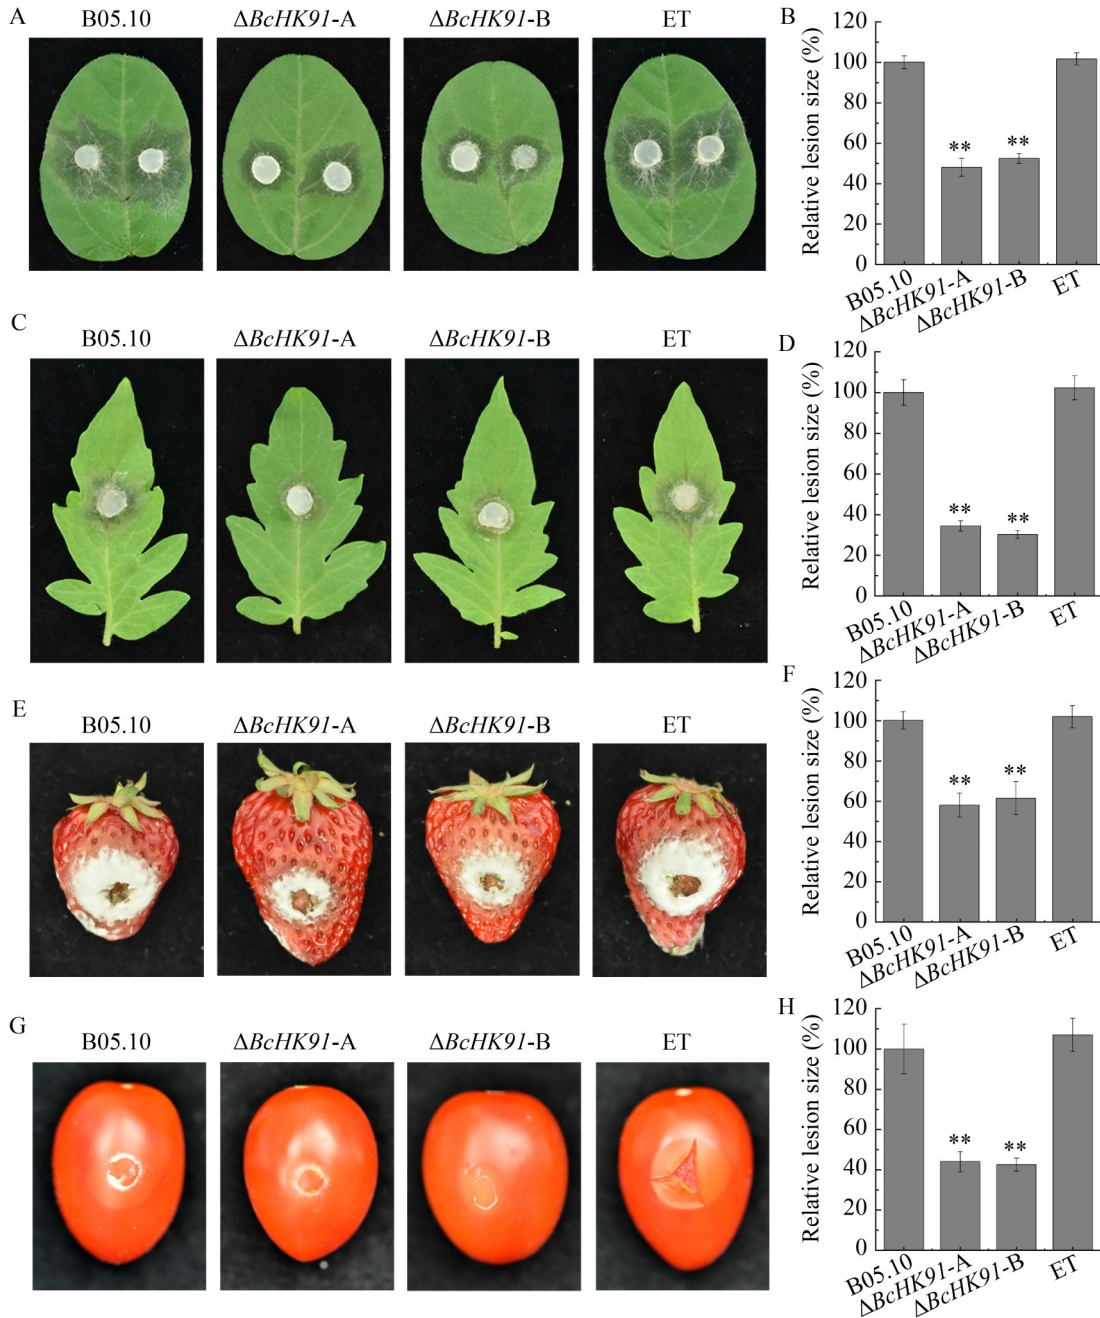 A B05.10 ΔBcHK91-A ΔBcHK91-B ET
B
Relative lesion size (%)
120
100
80
60
40
20
0
** **
B05.10 ΔBcHK91-A ΔBcHK91-B ET
C B05.10 ΔBcHK91-A ΔBcHK91-B ET
D
Relative lesion size (%)
120
100
80
60
40
20
0
** **
B05.10 ΔBcHK91-A ΔBcHK91-B ET
E B05.10 ΔBcHK91-A ΔBcHK91-B ET
F
Relative lesion size (%)
120
100
80
60
40
20
0
** **
B05.10 ΔBcHK91-A ΔBcHK91-B ET
G B05.10 ΔBcHK91-A ΔBcHK91-B ET
H
Relative lesion size (%)
120
100
80
60
40
20
0
** **
B05.10 ΔBcHK91-A ΔBcHK91-B ET